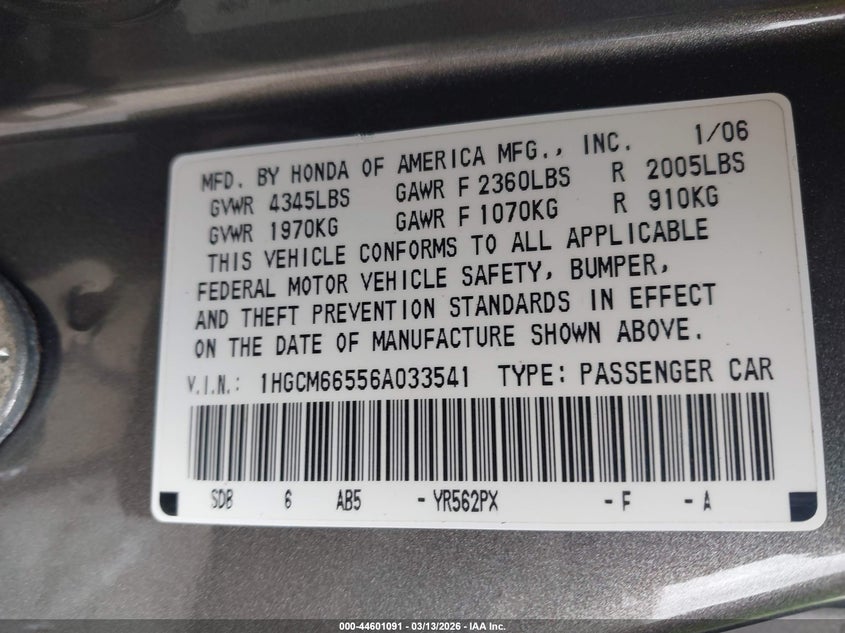 MFD. BY HONDA OF AMERICA MFG., INC. 1/06
GVWR 4345LBS GAWR F 2360LBS R 2005LBS
GVWR 1970KG GAWR F 1070KG R 910KG
THIS VEHICLE CONFORMS TO ALL APPLICABLE
FEDERAL MOTOR VEHICLE SAFETY, BUMPER,
AND THEFT PREVENTION STANDARDS IN EFFECT
ON THE DATE OF MANUFACTURE SHOWN ABOVE.
V.I.N.: 1HGCM66556A033541 TYPE: PASSENGER CAR
SDB 6 AB5 - YR562PX - F - A
000-44601091 - 03/13/2026 - IAA Inc.